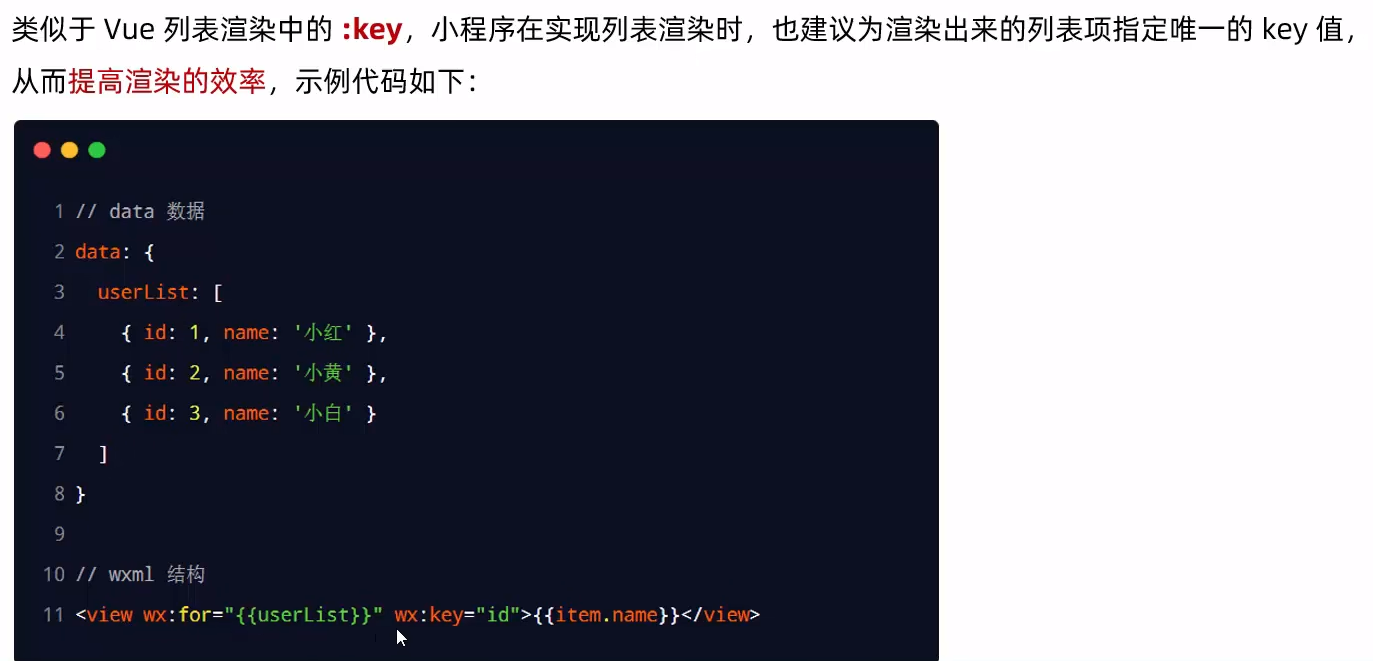 类似于 Vue 列表渲染中的 :key，小程序在实现列表渲染时，也建议为渲染出来的列表项指定唯一的 key 值，
从而提高渲染的效率，示例代码如下：
1 // data 数据
2 data: {
3   userList: [
4     { id: 1, name: '小红' },
5     { id: 2, name: '小黄' },
6     { id: 3, name: '小白' }
7   ]
8 }
9
10 // wxml 结构
11 <view wx:for="{{userList}}" wx:key="id">{{item.name}}</view>